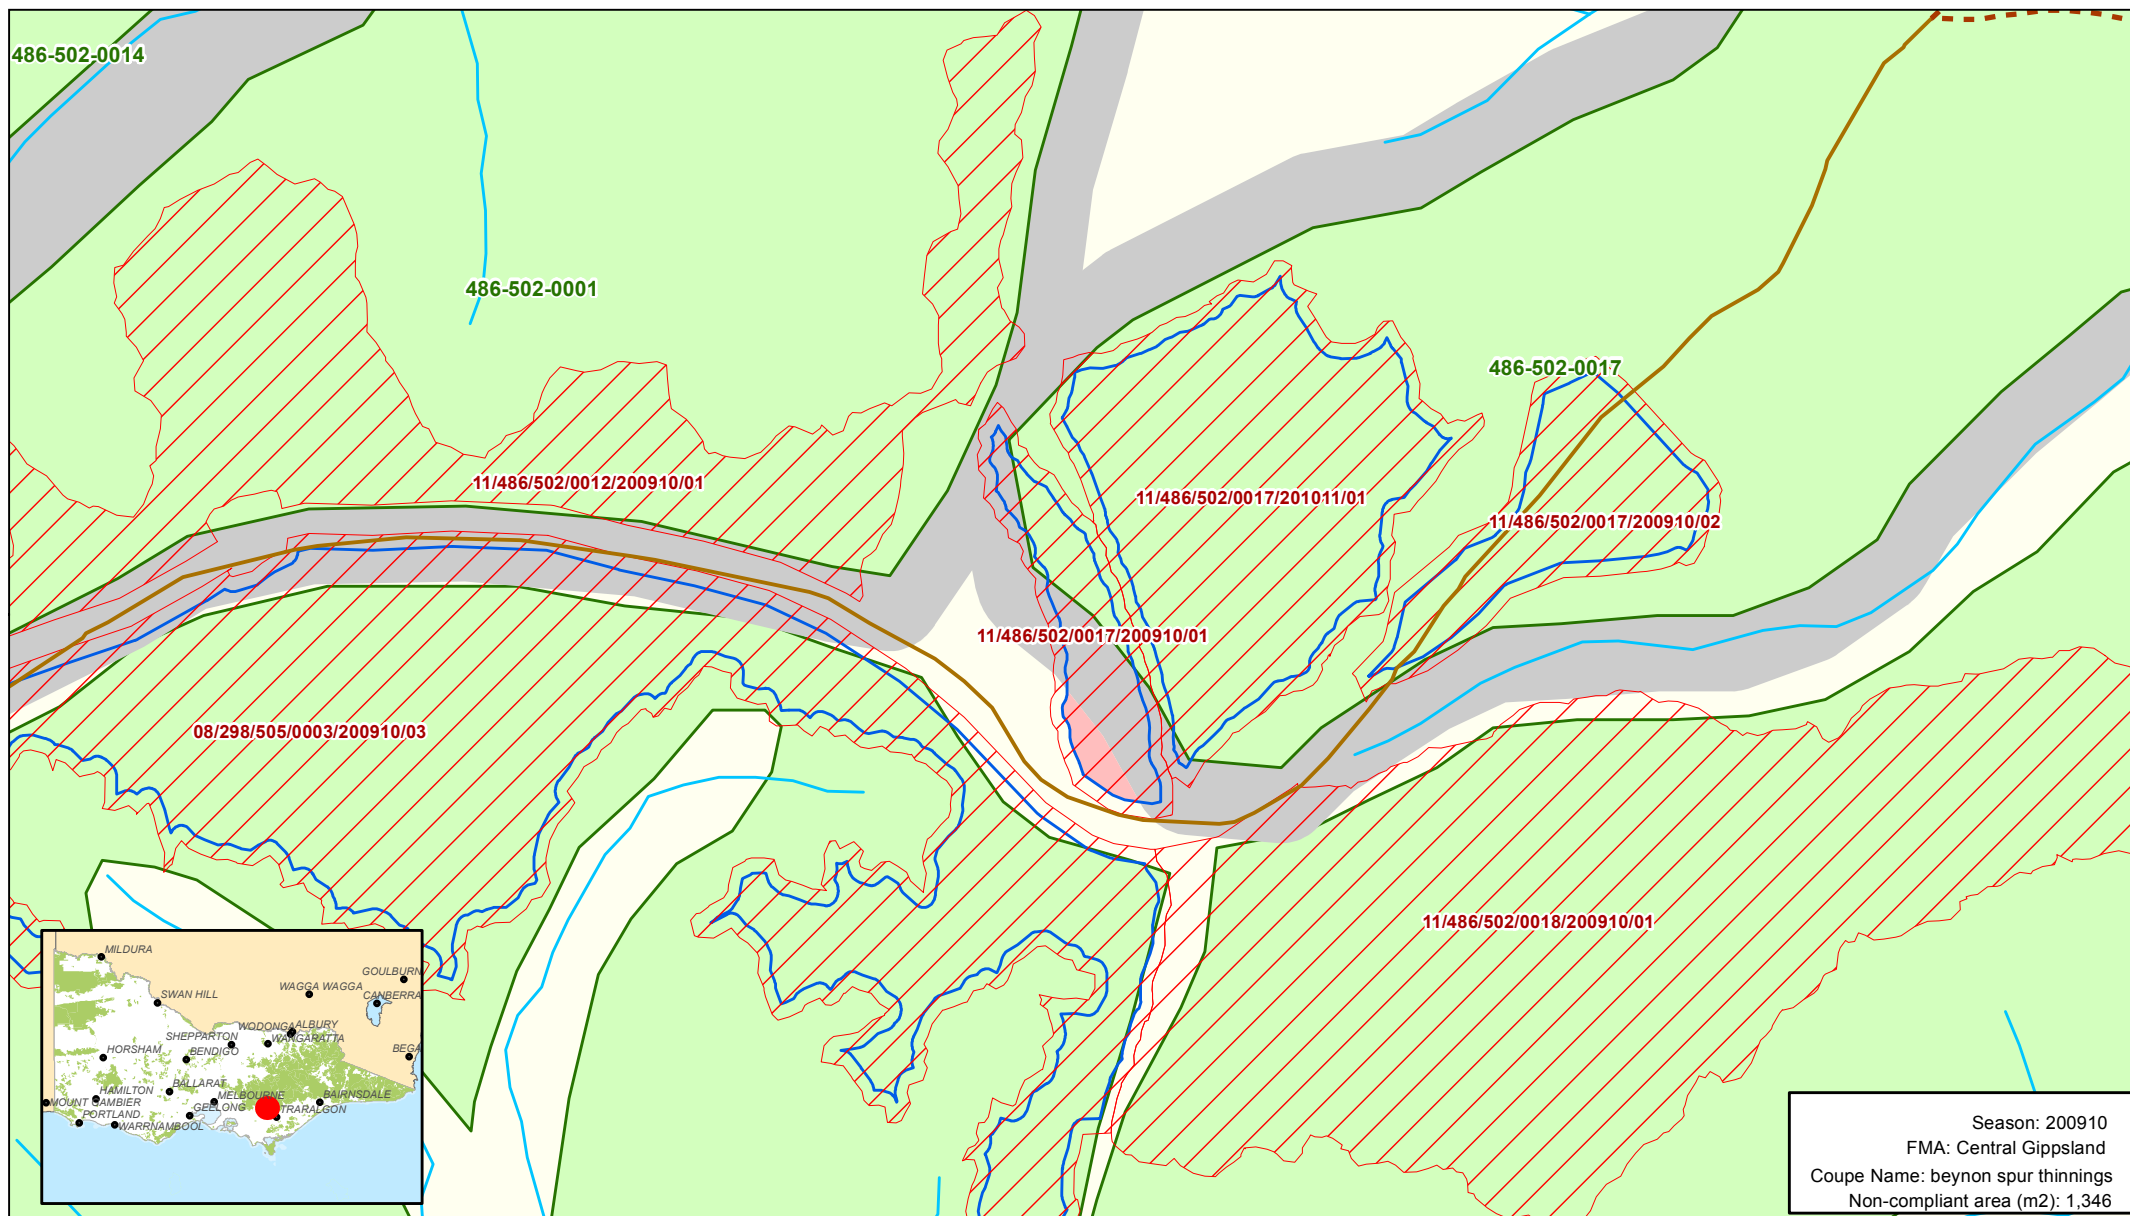 486-502-0014
486-502-0001
486-502-0017
11/486/502/0012/200910/01
11/486/502/0017/201011/01
11/486/502/0017/200910/02
11/486/502/0017/200910/01
08/298/505/0003/200910/03
11/486/502/0018/200910/01
MILDURA
GOULBURN
WAGGA WAGGA
SWAN HILL
CANBERRA
WODONGA
ALBURY
SHEPPARTON
WANGARATTA
HORSHAM
BENDIGO
BEGA
HAMILTON
BALLARAT
MELBOURNE
BAIRNSDALE
MOUNT GAMBIER
GEELONG
TRARALGON
PORTLAND
WARRNAMBOOL
Season: 200910
FMA: Central Gippsland
Coupe Name: beynon spur thinnings
Non-compliant area (m2): 1,346